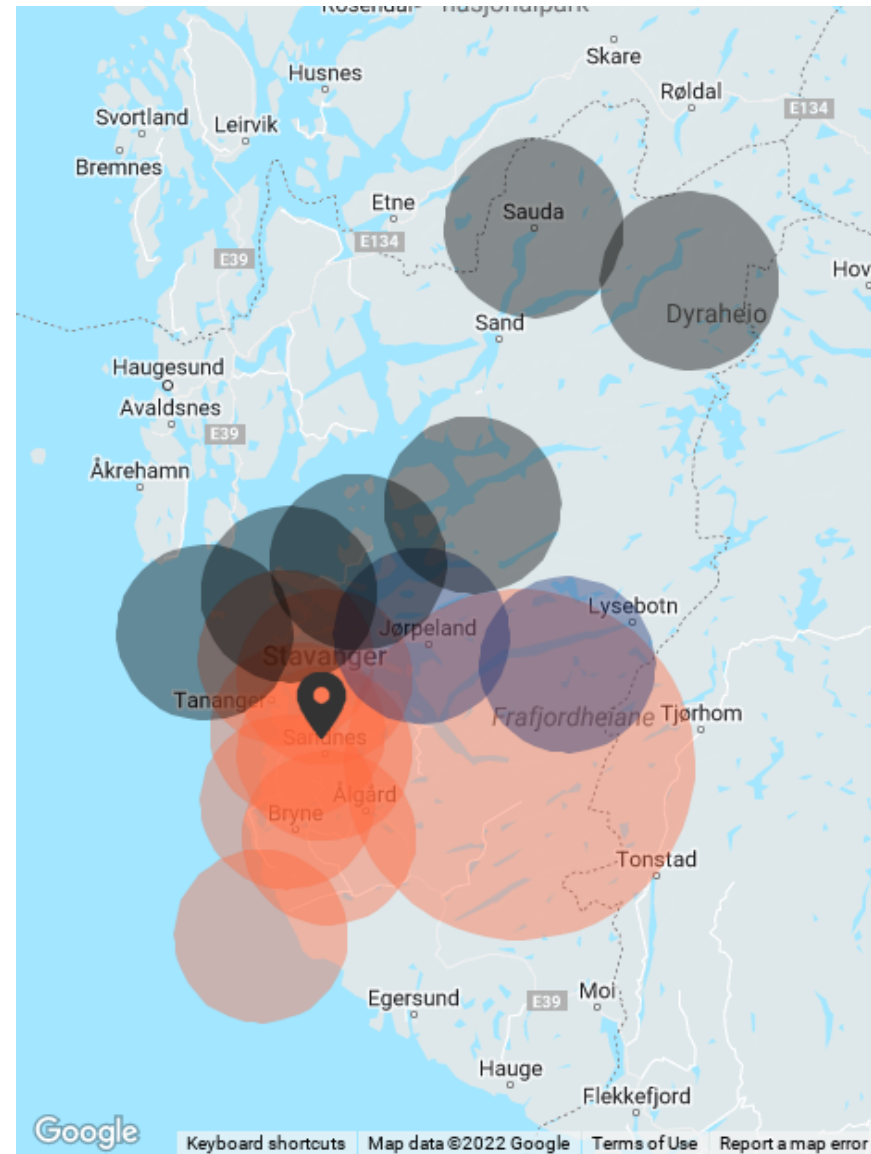 nasjonalpark
Skare
Husnes
Røldal
E134
Svortland
Leirvik
Bremnes
Etne
Sauda
E134
E39
Hov
Dyraheio
Sand
Haugesund
Avaldsnes
E39
Åkrehamn
Lysebotn
Jørpeland
Stavanger
Tananger
Frafjordheiane
Tjørhom
Sandnes
Ålgård
Bryne
Tonstad
Egersund
E39
Moi
Hauge
Flekkefjord
Google
Keyboard shortcuts
Map data ©2022 Google
Terms of Use
Report a map error